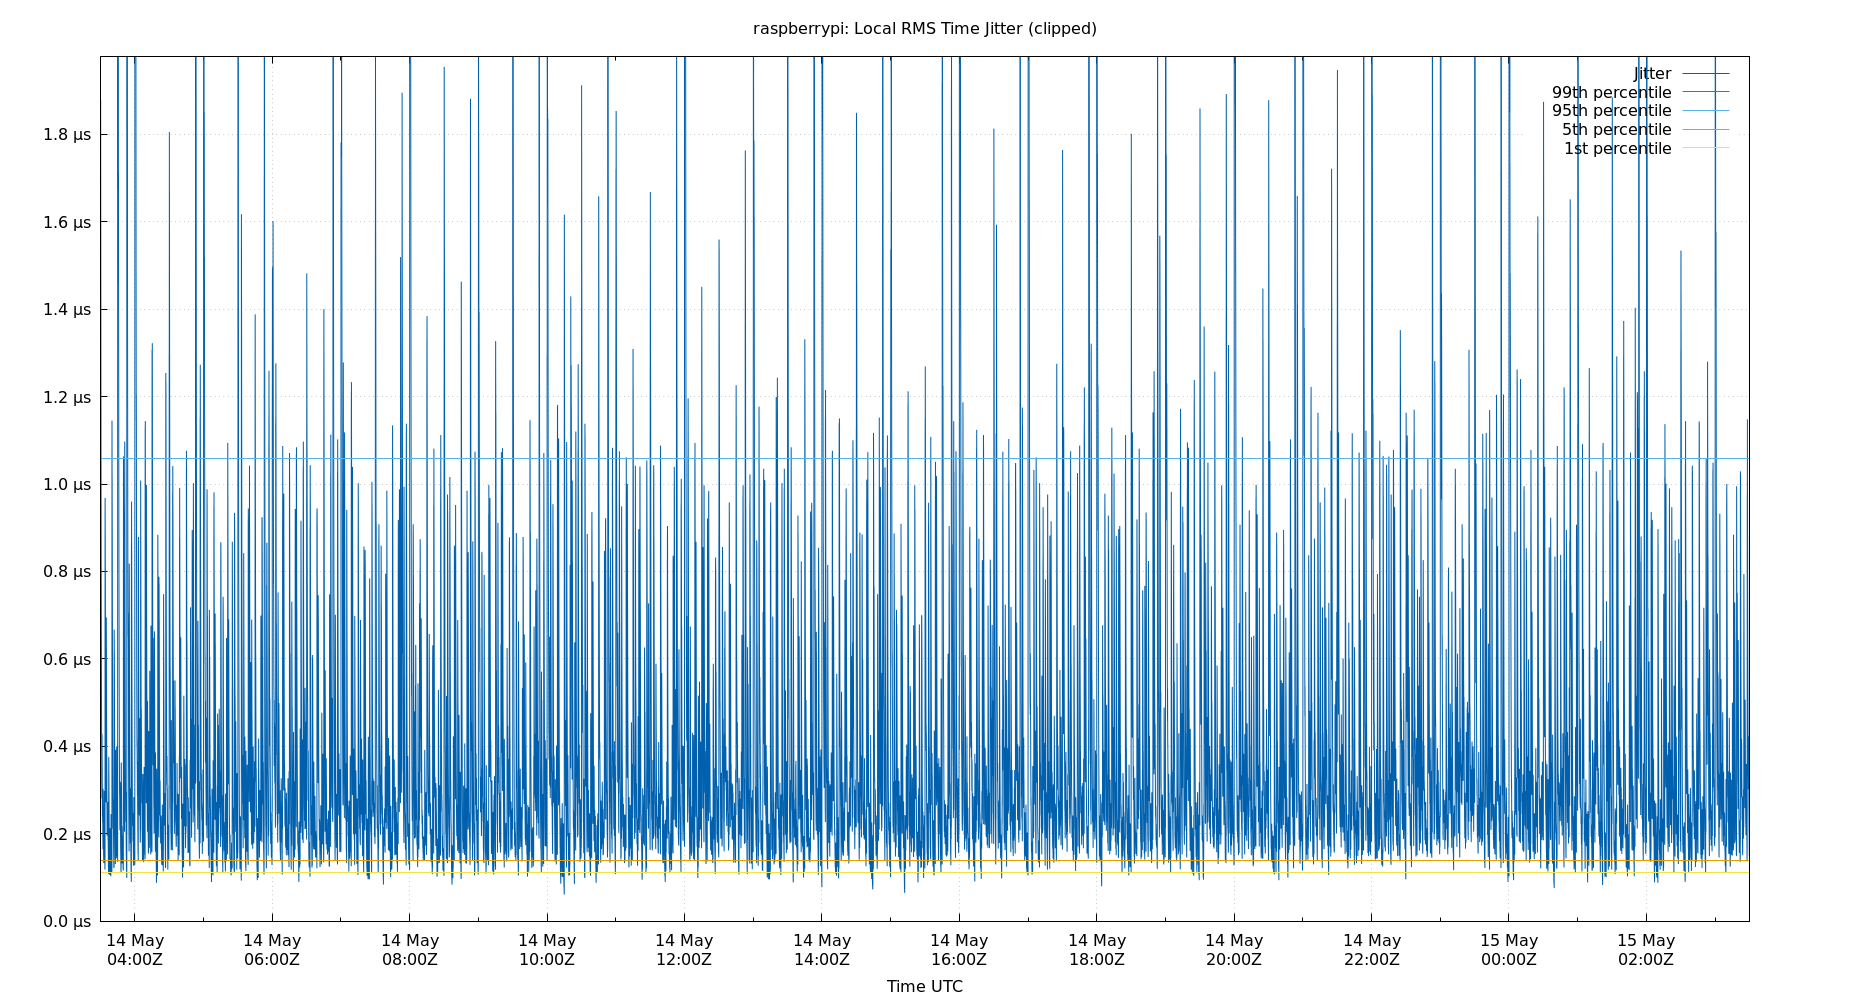 raspberrypi: Local RMS Time Jitter (clipped)
Jitter
99th percentile
95th percentile
5th percentile
1st percentile
1.8 µs
1.6 µs
1.4 µs
1.2 µs
1.0 µs
0.8 µs
0.6 µs
0.4 µs
0.2 µs
0.0 µs
14 May 14 May 14 May 14 May 14 May 14 May 14 May 14 May 14 May 14 May 15 May 15 May
04:00Z 06:00Z 08:00Z 10:00Z 12:00Z 14:00Z 16:00Z 18:00Z 20:00Z 22:00Z 00:00Z 02:00Z
Time UTC